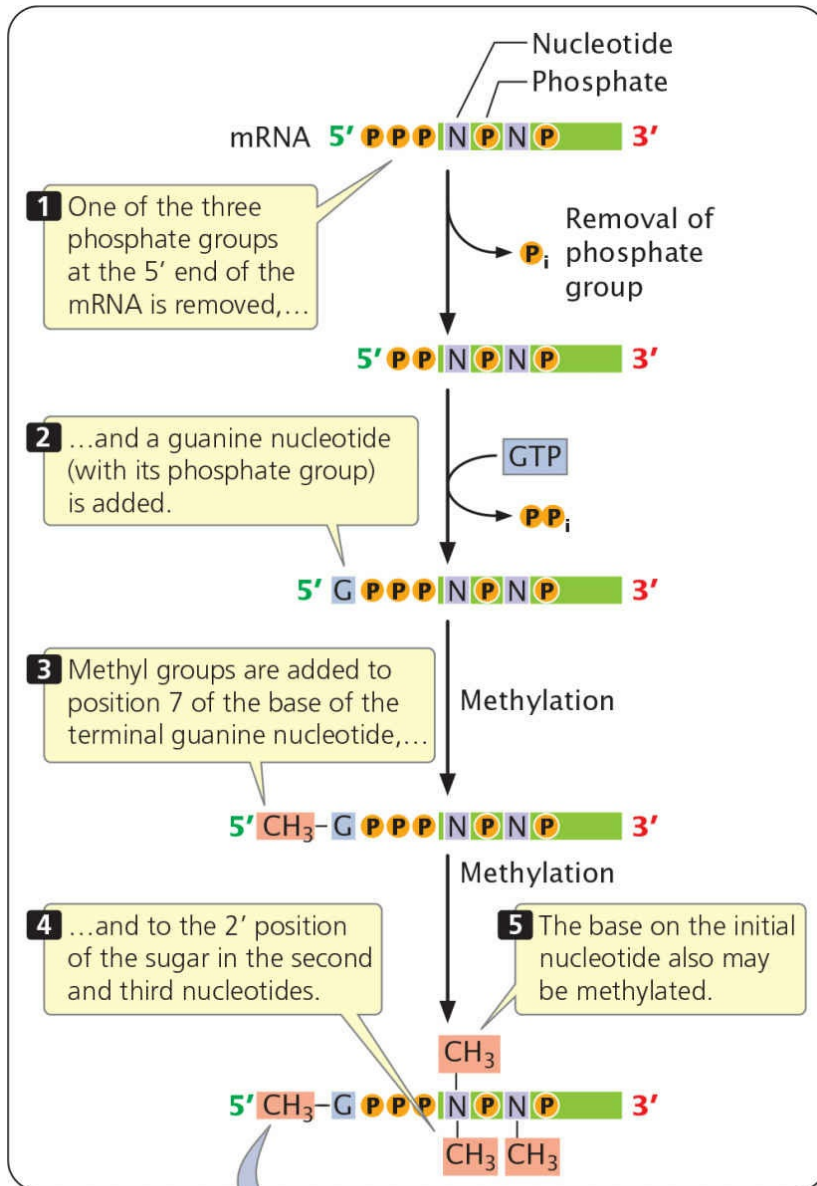 Nucleotide
Phosphate
mRNA 5′ P P P N P N P 3′
1 One of the three
phosphate groups
at the 5′ end of the
mRNA is removed,…
Removal of
phosphate
group
Pi
5′ P P N P N P 3′
2 …and a guanine nucleotide
(with its phosphate group)
is added.
GTP
PPi
5′ G P P P N P N P 3′
3 Methyl groups are added to
position 7 of the base of the
terminal guanine nucleotide,…
Methylation
5′ CH3–G P P P N P N P 3′
Methylation
4 …and to the 2′ position
of the sugar in the second
and third nucleotides.
5 The base on the initial
nucleotide also may
be methylated.
CH3
5′ CH3–G P P P N P N P 3′
CH3 CH3